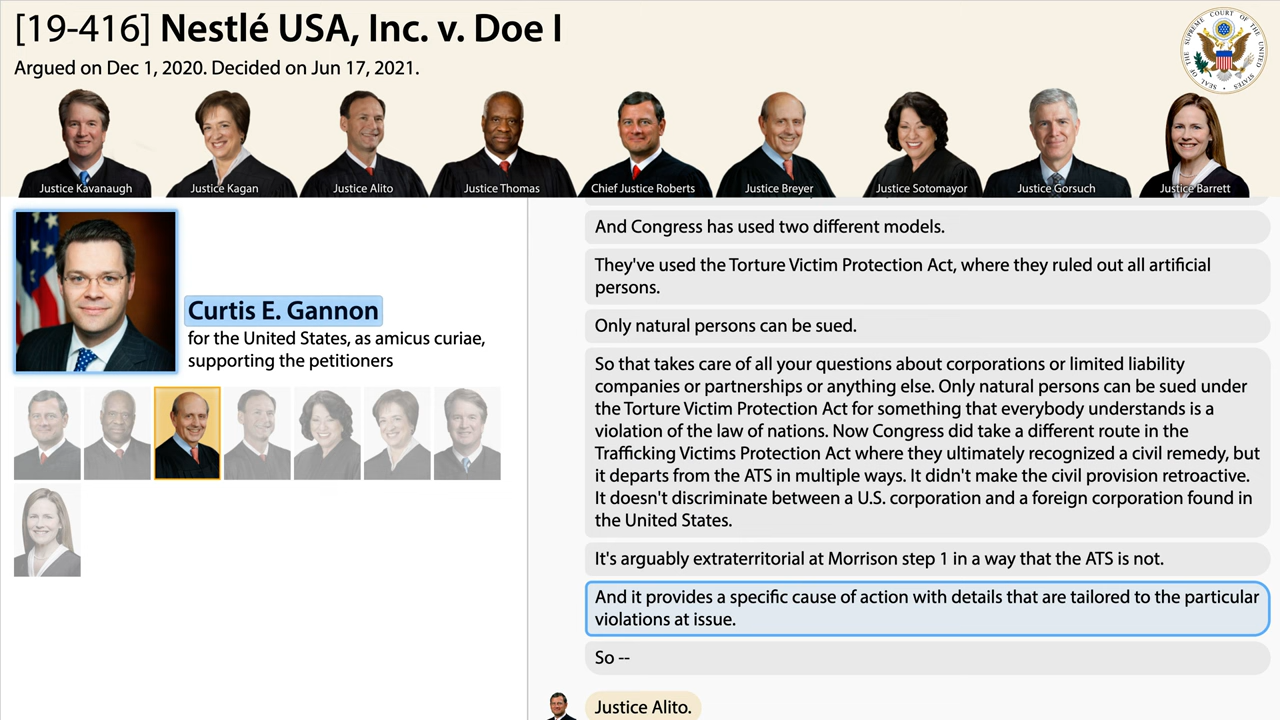 [19-416] Nestlé USA, Inc. v. Doe I
Argued on Dec 1, 2020. Decided on Jun 17, 2021.
SEAL OF THE SUPREME COURT OF THE UNITED STATES
Justice Kavanaugh
Justice Kagan
Justice Alito
Justice Thomas
Chief Justice Roberts
Justice Breyer
Justice Sotomayor
Justice Gorsuch
Justice Barrett
Curtis E. Gannon
for the United States, as amicus curiae,
supporting the petitioners
And Congress has used two different models.
They've used the Torture Victim Protection Act, where they ruled out all artificial
persons.
Only natural persons can be sued.
So that takes care of all your questions about corporations or limited liability
companies or partnerships or anything else. Only natural persons can be sued under
the Torture Victim Protection Act for something that everybody understands is a
violation of the law of nations. Now Congress did take a different route in the
Trafficking Victims Protection Act where they ultimately recognized a civil remedy, but
it departs from the ATS in multiple ways. It didn't make the civil provision retroactive.
It doesn't discriminate between a U.S. corporation and a foreign corporation found in
the United States.
It's arguably extraterritorial at Morrison step 1 in a way that the ATS is not.
And it provides a specific cause of action with details that are tailored to the particular
violations at issue.
So --
Justice Alito.